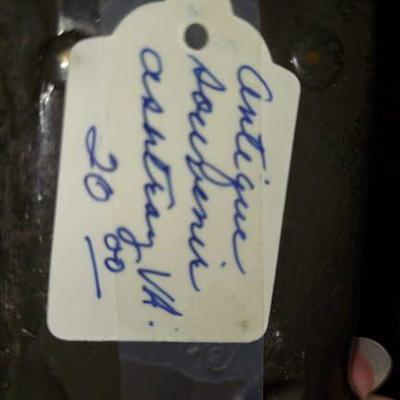 antique
souvenir
ashtray VA.
20 00